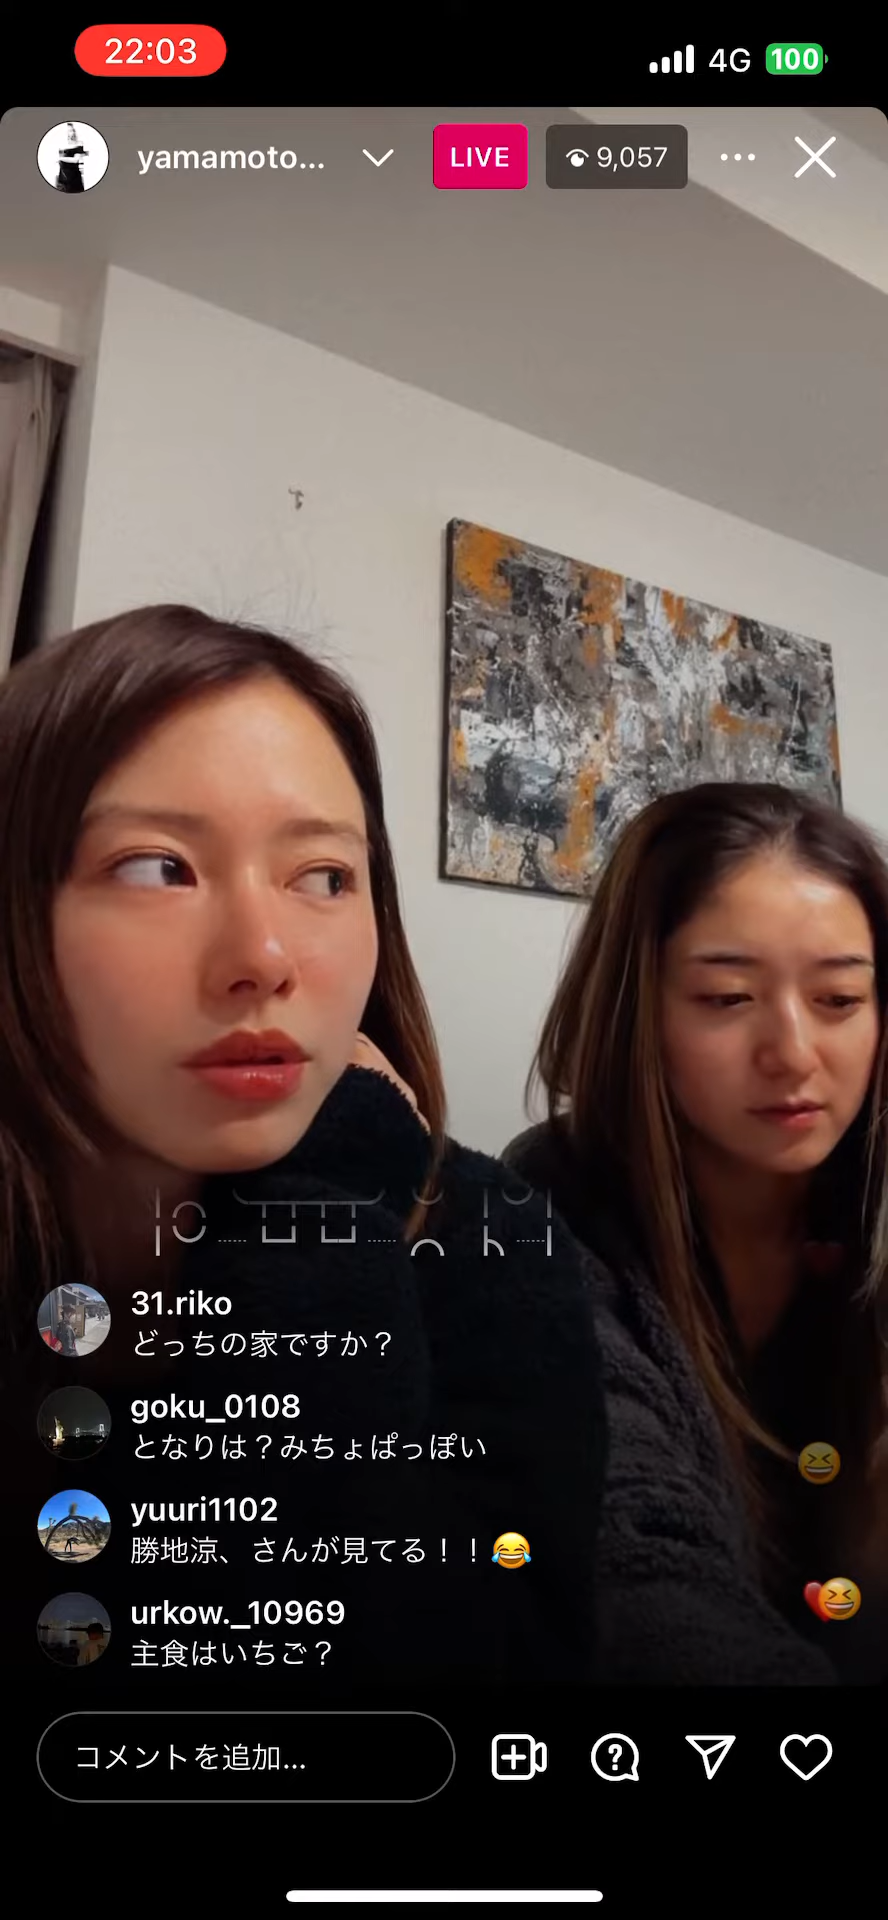 22:03
4G
100
yamamoto...
LIVE
9,057
31.riko
どっちの家ですか？
goku_0108
となりは？みちょぱっぽい
yuuri1102
勝地涼、さんが見てる！！😂
urkow._10969
主食はいちご？
コメントを追加...